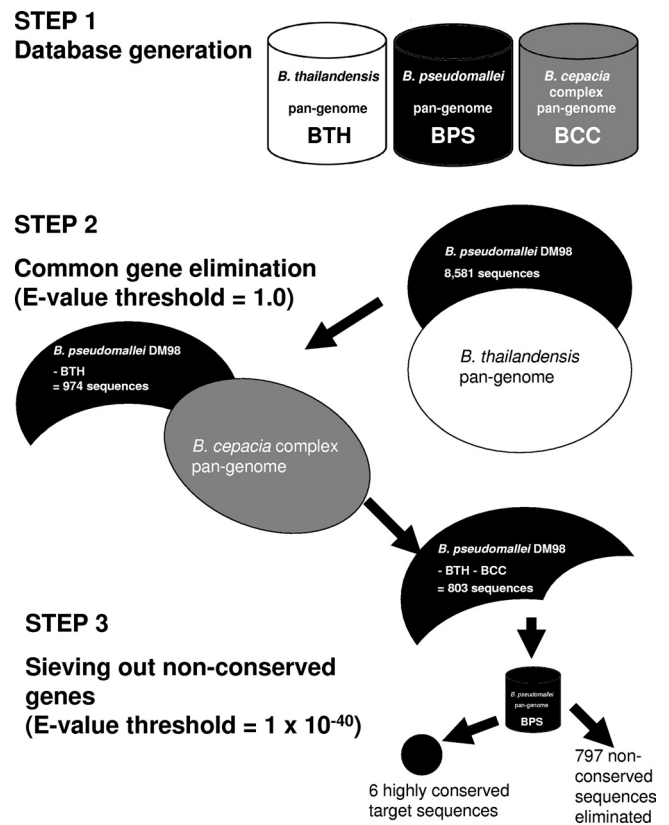 STEP 1
Database generation
B. thailandensis
pan-genome
BTH
B. pseudomallei
pan-genome
BPS
B. cepacia
complex
pan-genome
BCC
STEP 2
Common gene elimination
(E-value threshold = 1.0)
B. pseudomallei DM98
8,581 sequences
B. thailandensis
pan-genome
B. pseudomallei DM98
- BTH
= 974 sequences
B. cepacia complex
pan-genome
B. pseudomallei DM98
- BTH - BCC
= 803 sequences
STEP 3
Sieving out non-conserved
genes
(E-value threshold = 1 x 10⁻⁴⁰)
B. pseudomallei
pan-genome
BPS
6 highly conserved
target sequences
797 non-
conserved
sequences
eliminated